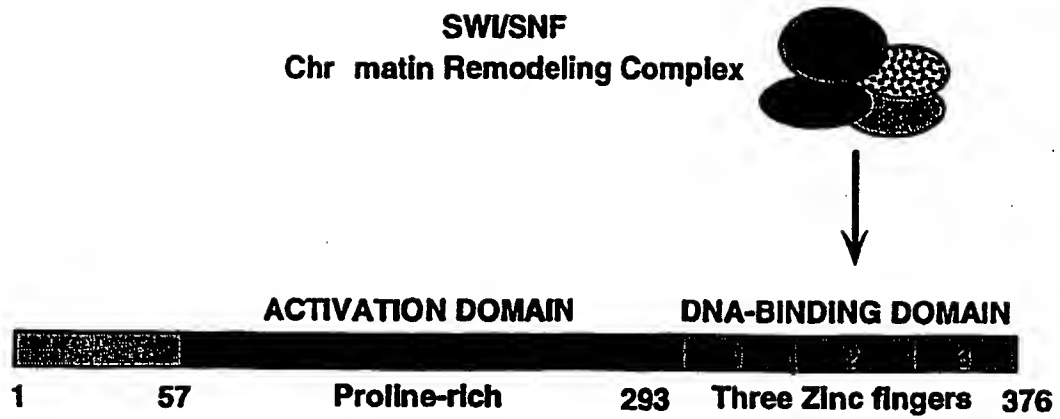 SWI/SNF
Chr matin Remodeling Complex
ACTIVATION DOMAIN DNA-BINDING DOMAIN
1 2 3
1 57 Proline-rich 293 Three Zinc fingers 376